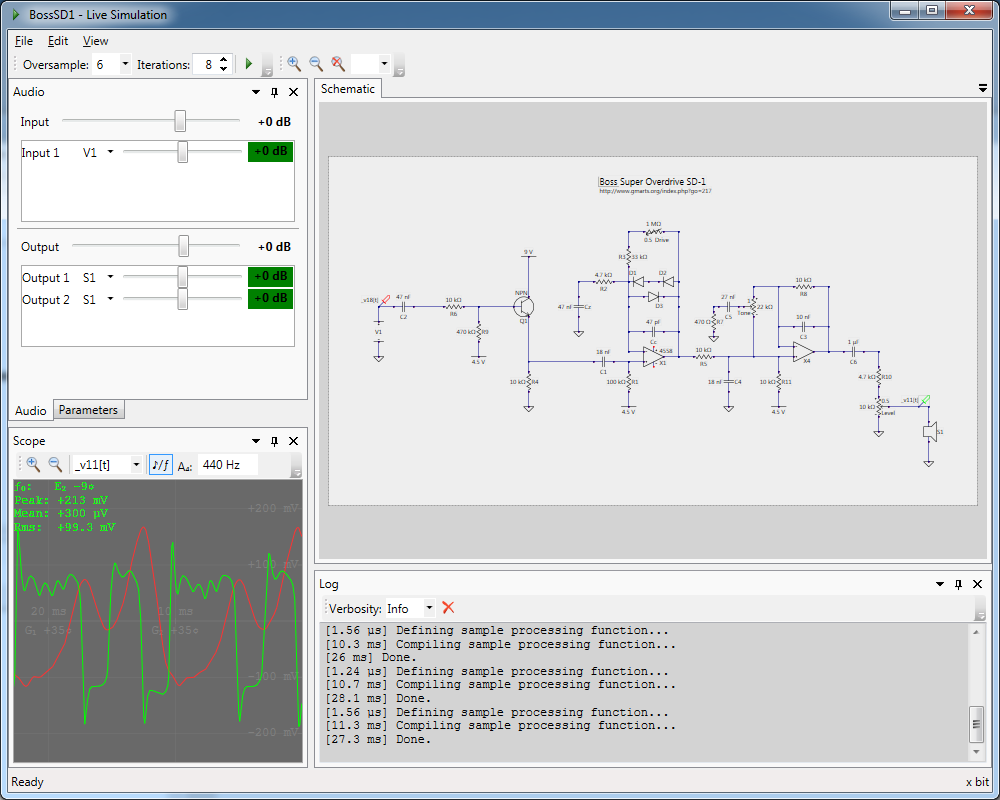 BossSD1 - Live Simulation
File Edit View
Oversample: 6 Iterations: 8
Audio
Input +0 dB
Input 1 V1 +0 dB
Output +0 dB
Output 1 S1 +0 dB
Output 2 S1 +0 dB
Audio Parameters
Scope
_v11[t] ♪/f A₄: 440 Hz
f₀: E₂ -9¢
Peak: +213 mV
Mean: +300 µV
Rms: +99.3 mV
+200 mV
+100 mV
20 ms 10 ms
G₁ +35¢ G₁ +35¢
-100 mV
-200 mV
Schematic
Boss Super Overdrive SD-1
http://www.gmarts.org/index.php?go=217
1 MΩ
0.5 Drive
R3 33 kΩ
9 V
4.7 kΩ
R2
D1 D2
D3
NPN
Q1
_v18[t]
47 nF
C2
10 kΩ
R6
470 kΩ R9
4.5 V
V1
47 nF
47 pF
4558
X1
18 nF
C1
10 kΩ R4
100 kΩ R1
4.5 V
10 kΩ
R5
27 nF
C5
470 Ω R7
1
22 kΩ
Tone
18 nF C4
10 kΩ
R8
10 nF
C3
X4
10 kΩ R11
4.5 V
1 µF
C6
4.7 kΩ R10
0.5
10 kΩ
Level
_v11[t]
S1
Log
Verbosity: Info
[1.56 µs] Defining sample processing function...
[10.3 ms] Compiling sample processing function...
[26 ms] Done.
[1.24 µs] Defining sample processing function...
[10.7 ms] Compiling sample processing function...
[28.1 ms] Done.
[1.56 µs] Defining sample processing function...
[11.3 ms] Compiling sample processing function...
[27.3 ms] Done.
Ready x bit